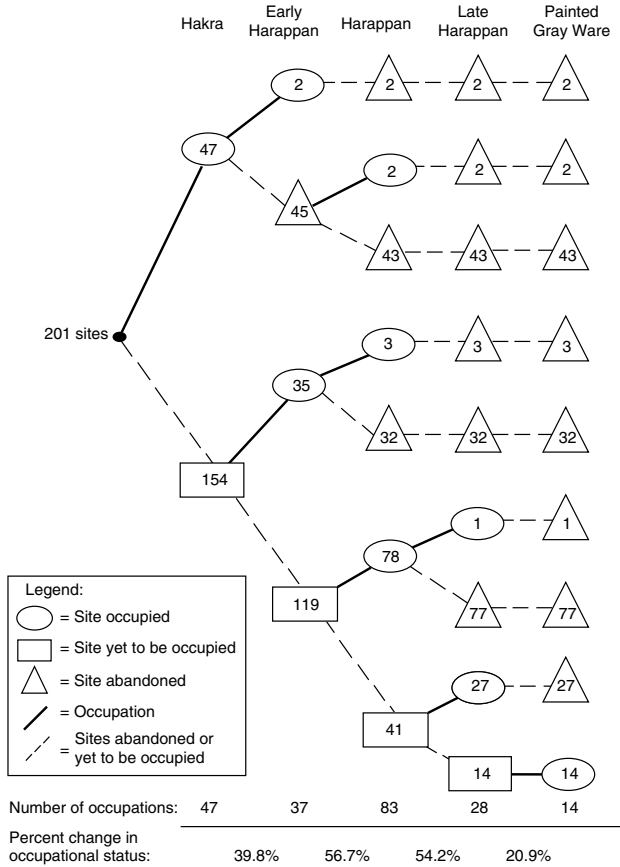 Hakra
Early
Harappan
Harappan
Late
Harappan
Painted
Gray Ware
2 2 2 2
47
2 2 2
45
43 43 43
201 sites
3 3 3
35
32 32 32
154
1 1
78
119
77 77
27 27
41
14 14
Legend:
= Site occupied
= Site yet to be occupied
= Site abandoned
= Occupation
= Sites abandoned or
yet to be occupied
Number of occupations: 47 37 83 28 14
Percent change in
occupational status: 39.8% 56.7% 54.2% 20.9%